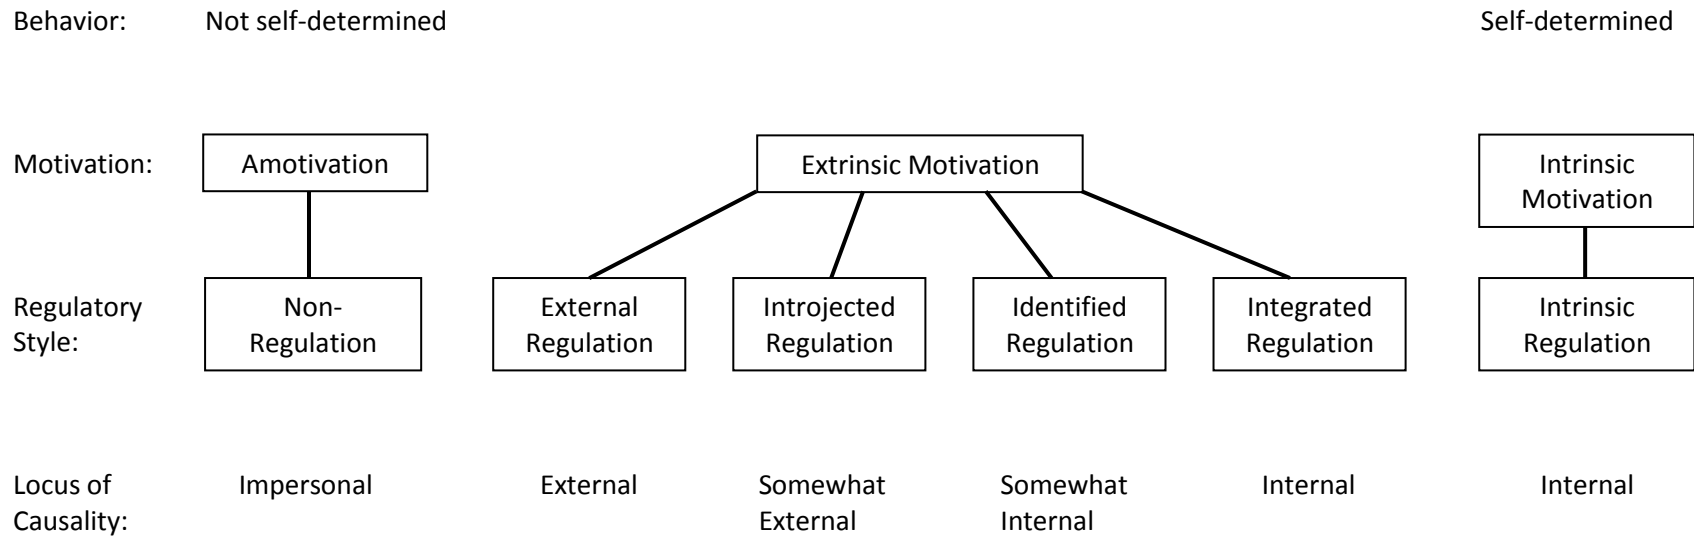 Behavior: Not self-determined Self-determined
Motivation: Amotivation Extrinsic Motivation Intrinsic
Motivation
Regulatory Non- External Introjected Identified Integrated Intrinsic
Style: Regulation Regulation Regulation Regulation Regulation Regulation
Locus of Impersonal External Somewhat Somewhat Internal Internal
Causality: External Internal